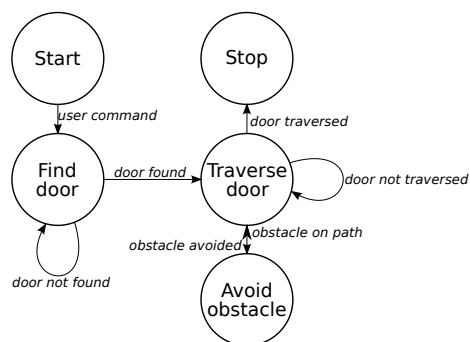 Start
Stop
user command
door traversed
Find
door
door found
Traverse
door
door not traversed
obstacle on path
obstacle avoided
door not found
Avoid
obstacle